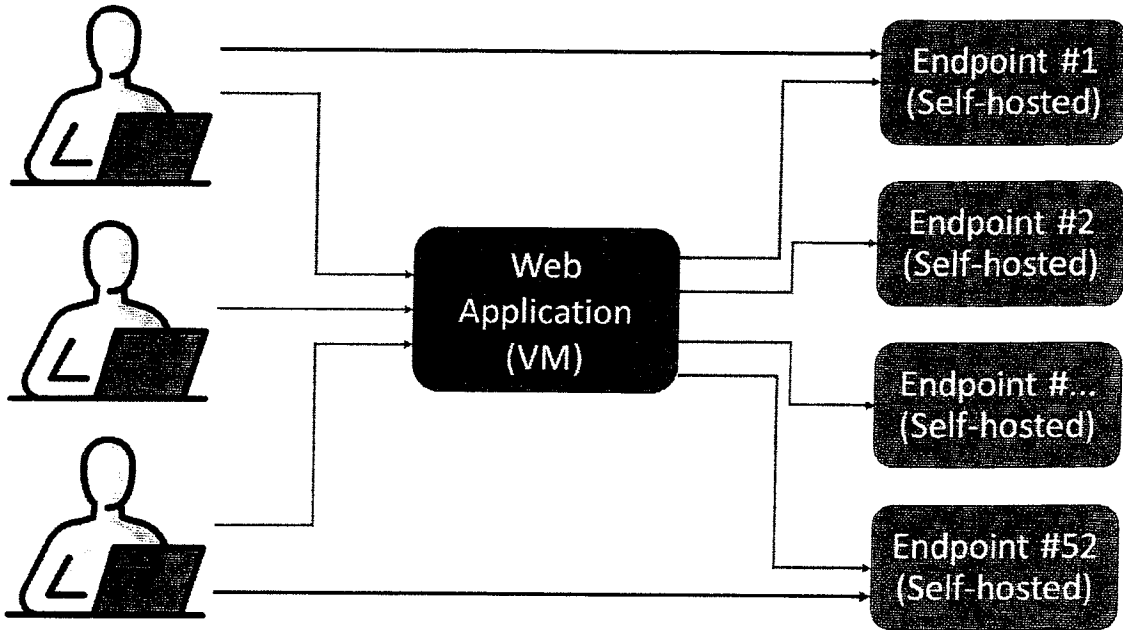 Endpoint #1
(Self-hosted)
Endpoint #2
(Self-hosted)
Web
Application
(VM)
Endpoint #...
(Self-hosted)
Endpoint #52
(Self-hosted)